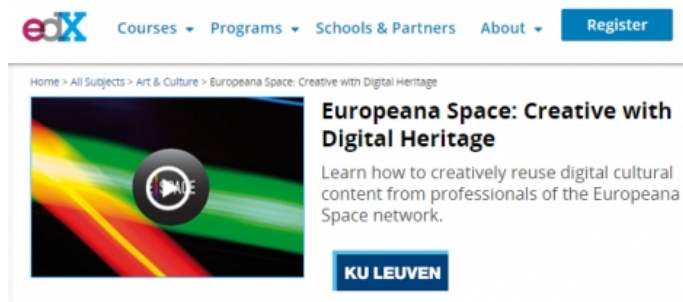 edX Courses Programs Schools & Partners About Register
Home > All Subjects > Art & Culture > Europeana Space: Creative with Digital Heritage
Europeana Space: Creative with
Digital Heritage
Learn how to creatively reuse digital cultural
content from professionals of the Europeana
Space network.
KU LEUVEN